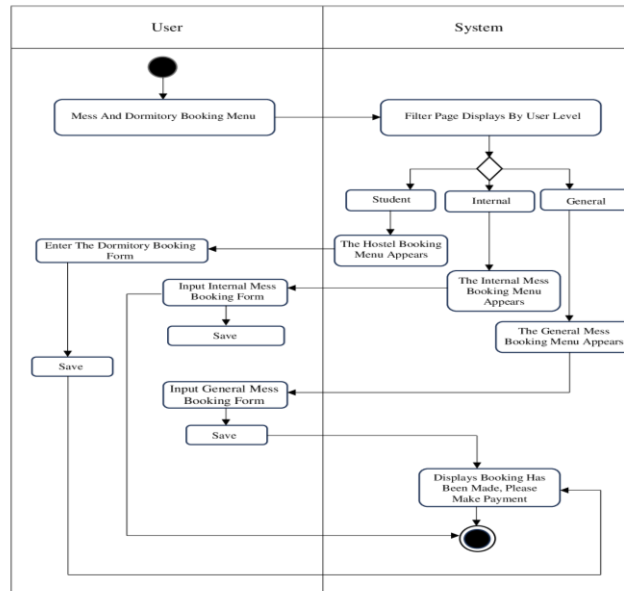 User
System
Mess And Dormitory Booking Menu
Filter Page Displays By User Level
Student
Internal
General
Enter The Dormitory Booking
Form
The Hostel Booking
Menu Appears
Input Internal Mess
Booking Form
The Internal Mess
Booking Menu
Appears
Save
The General Mess
Booking Menu Appears
Save
Input General Mess
Booking Form
Save
Displays Booking Has
Been Made, Please
Make Payment